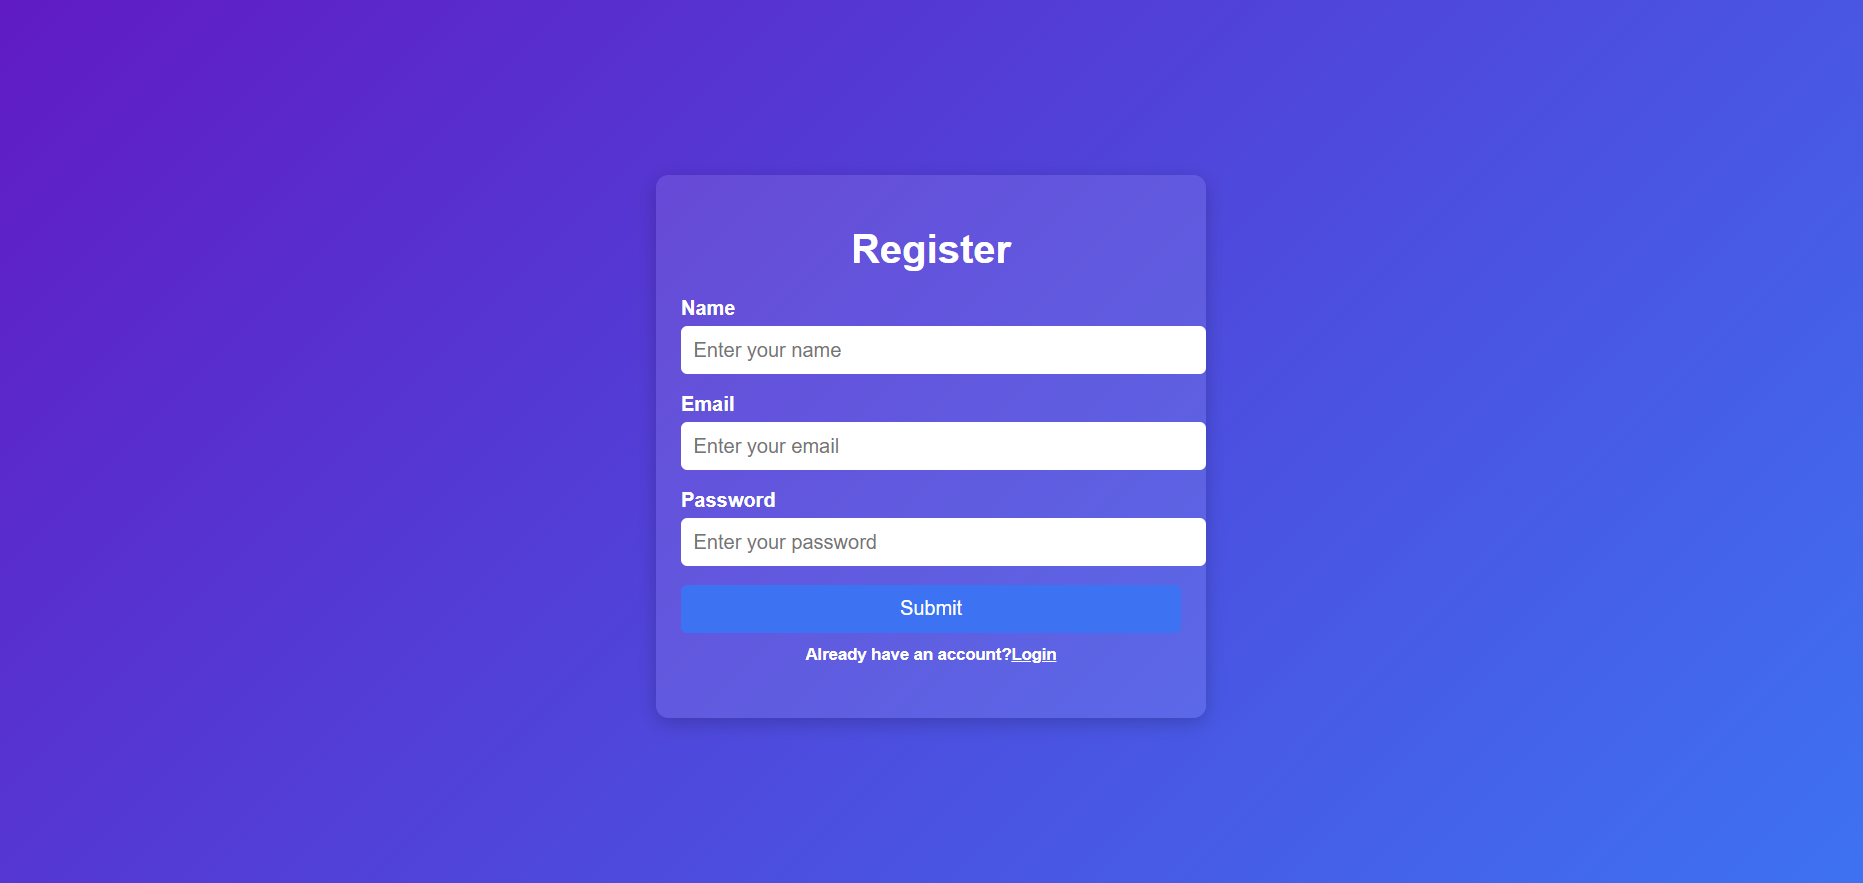 Register
Name
Enter your name
Email
Enter your email
Password
Enter your password
Submit
Already have an account?Login